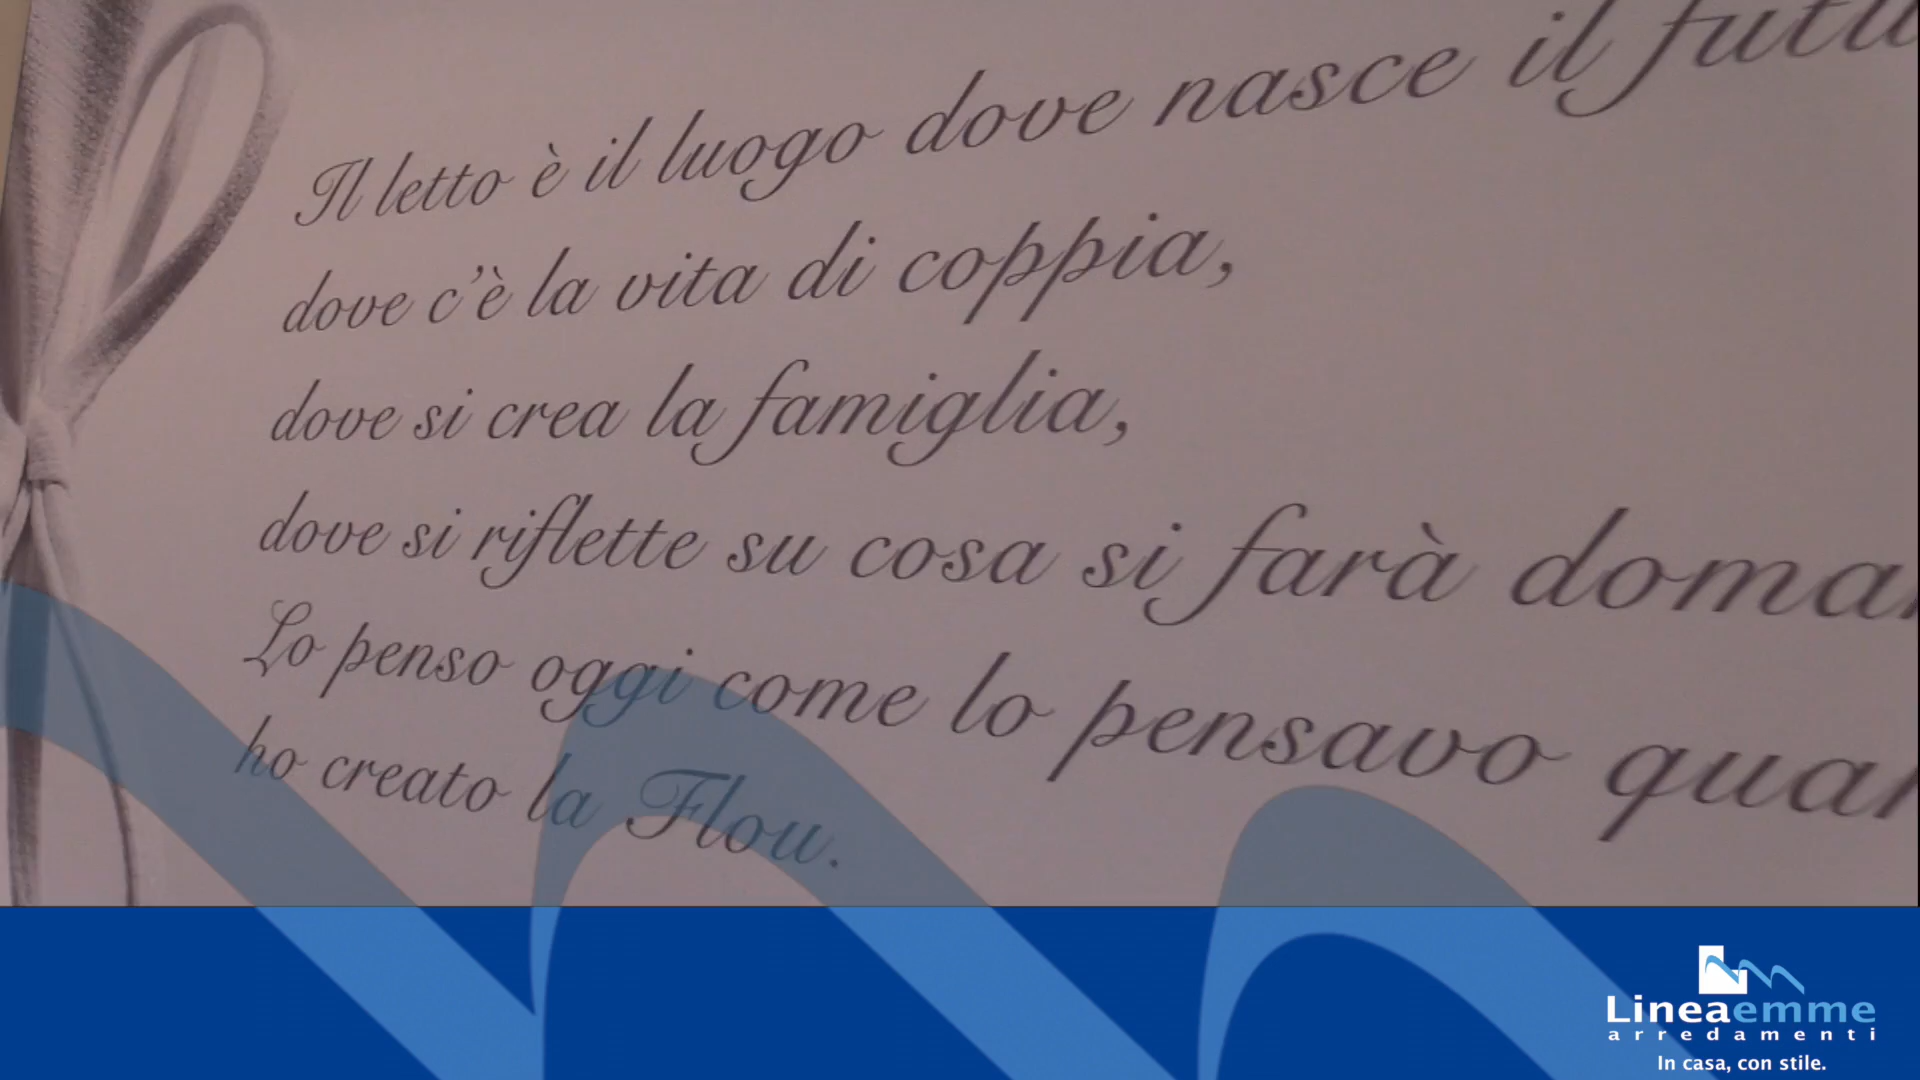 Il letto è il luogo dove nasce il
dove c'è la vita di coppia,
dove si crea la famiglia,
dove si riflette su cosa si farà
Lo penso oggi come lo pensavo
ho creato la Flou.
Lineaemme
arredamenti
In casa, con stile.